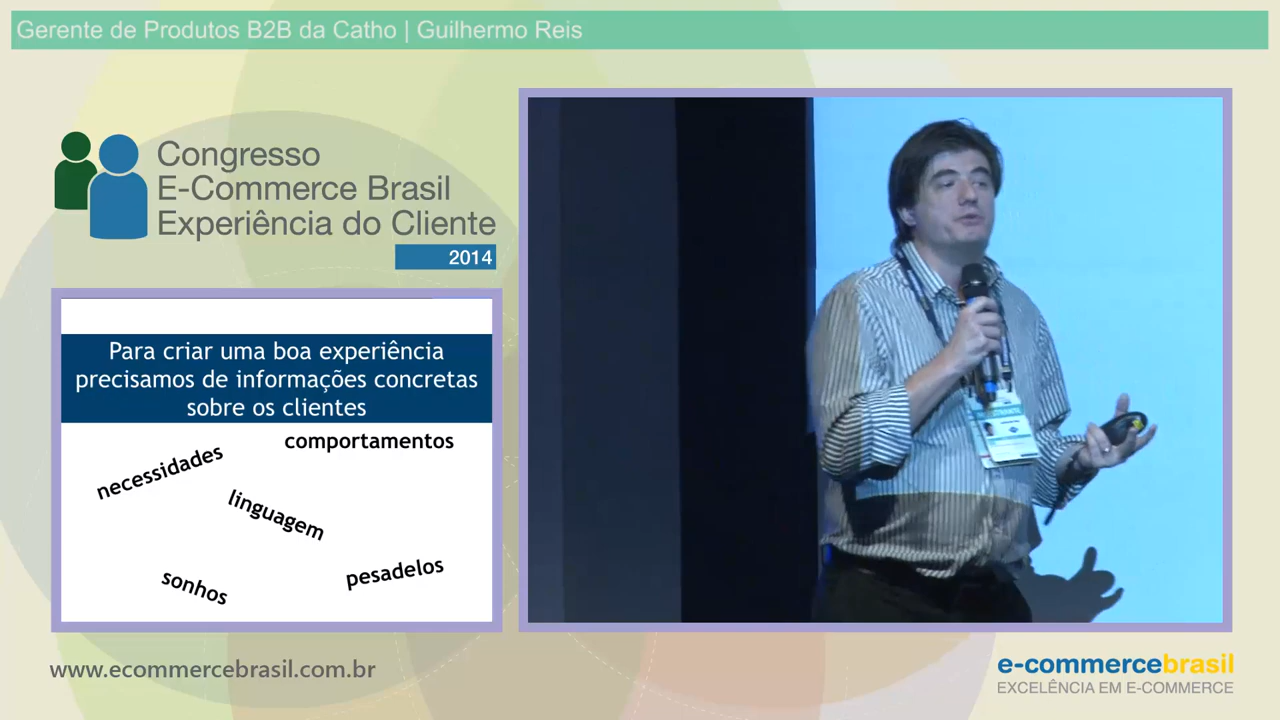 Gerente de Produtos B2B da Catho | Guilhermo Reis
Congresso
E-Commerce Brasil
Experiência do Cliente
2014
Para criar uma boa experiência
precisamos de informações concretas
sobre os clientes
comportamentos
necessidades
linguagem
pesadelos
sonhos
www.ecommercebrasil.com.br
e-commercebrasil
EXCELÊNCIA EM E-COMMERCE